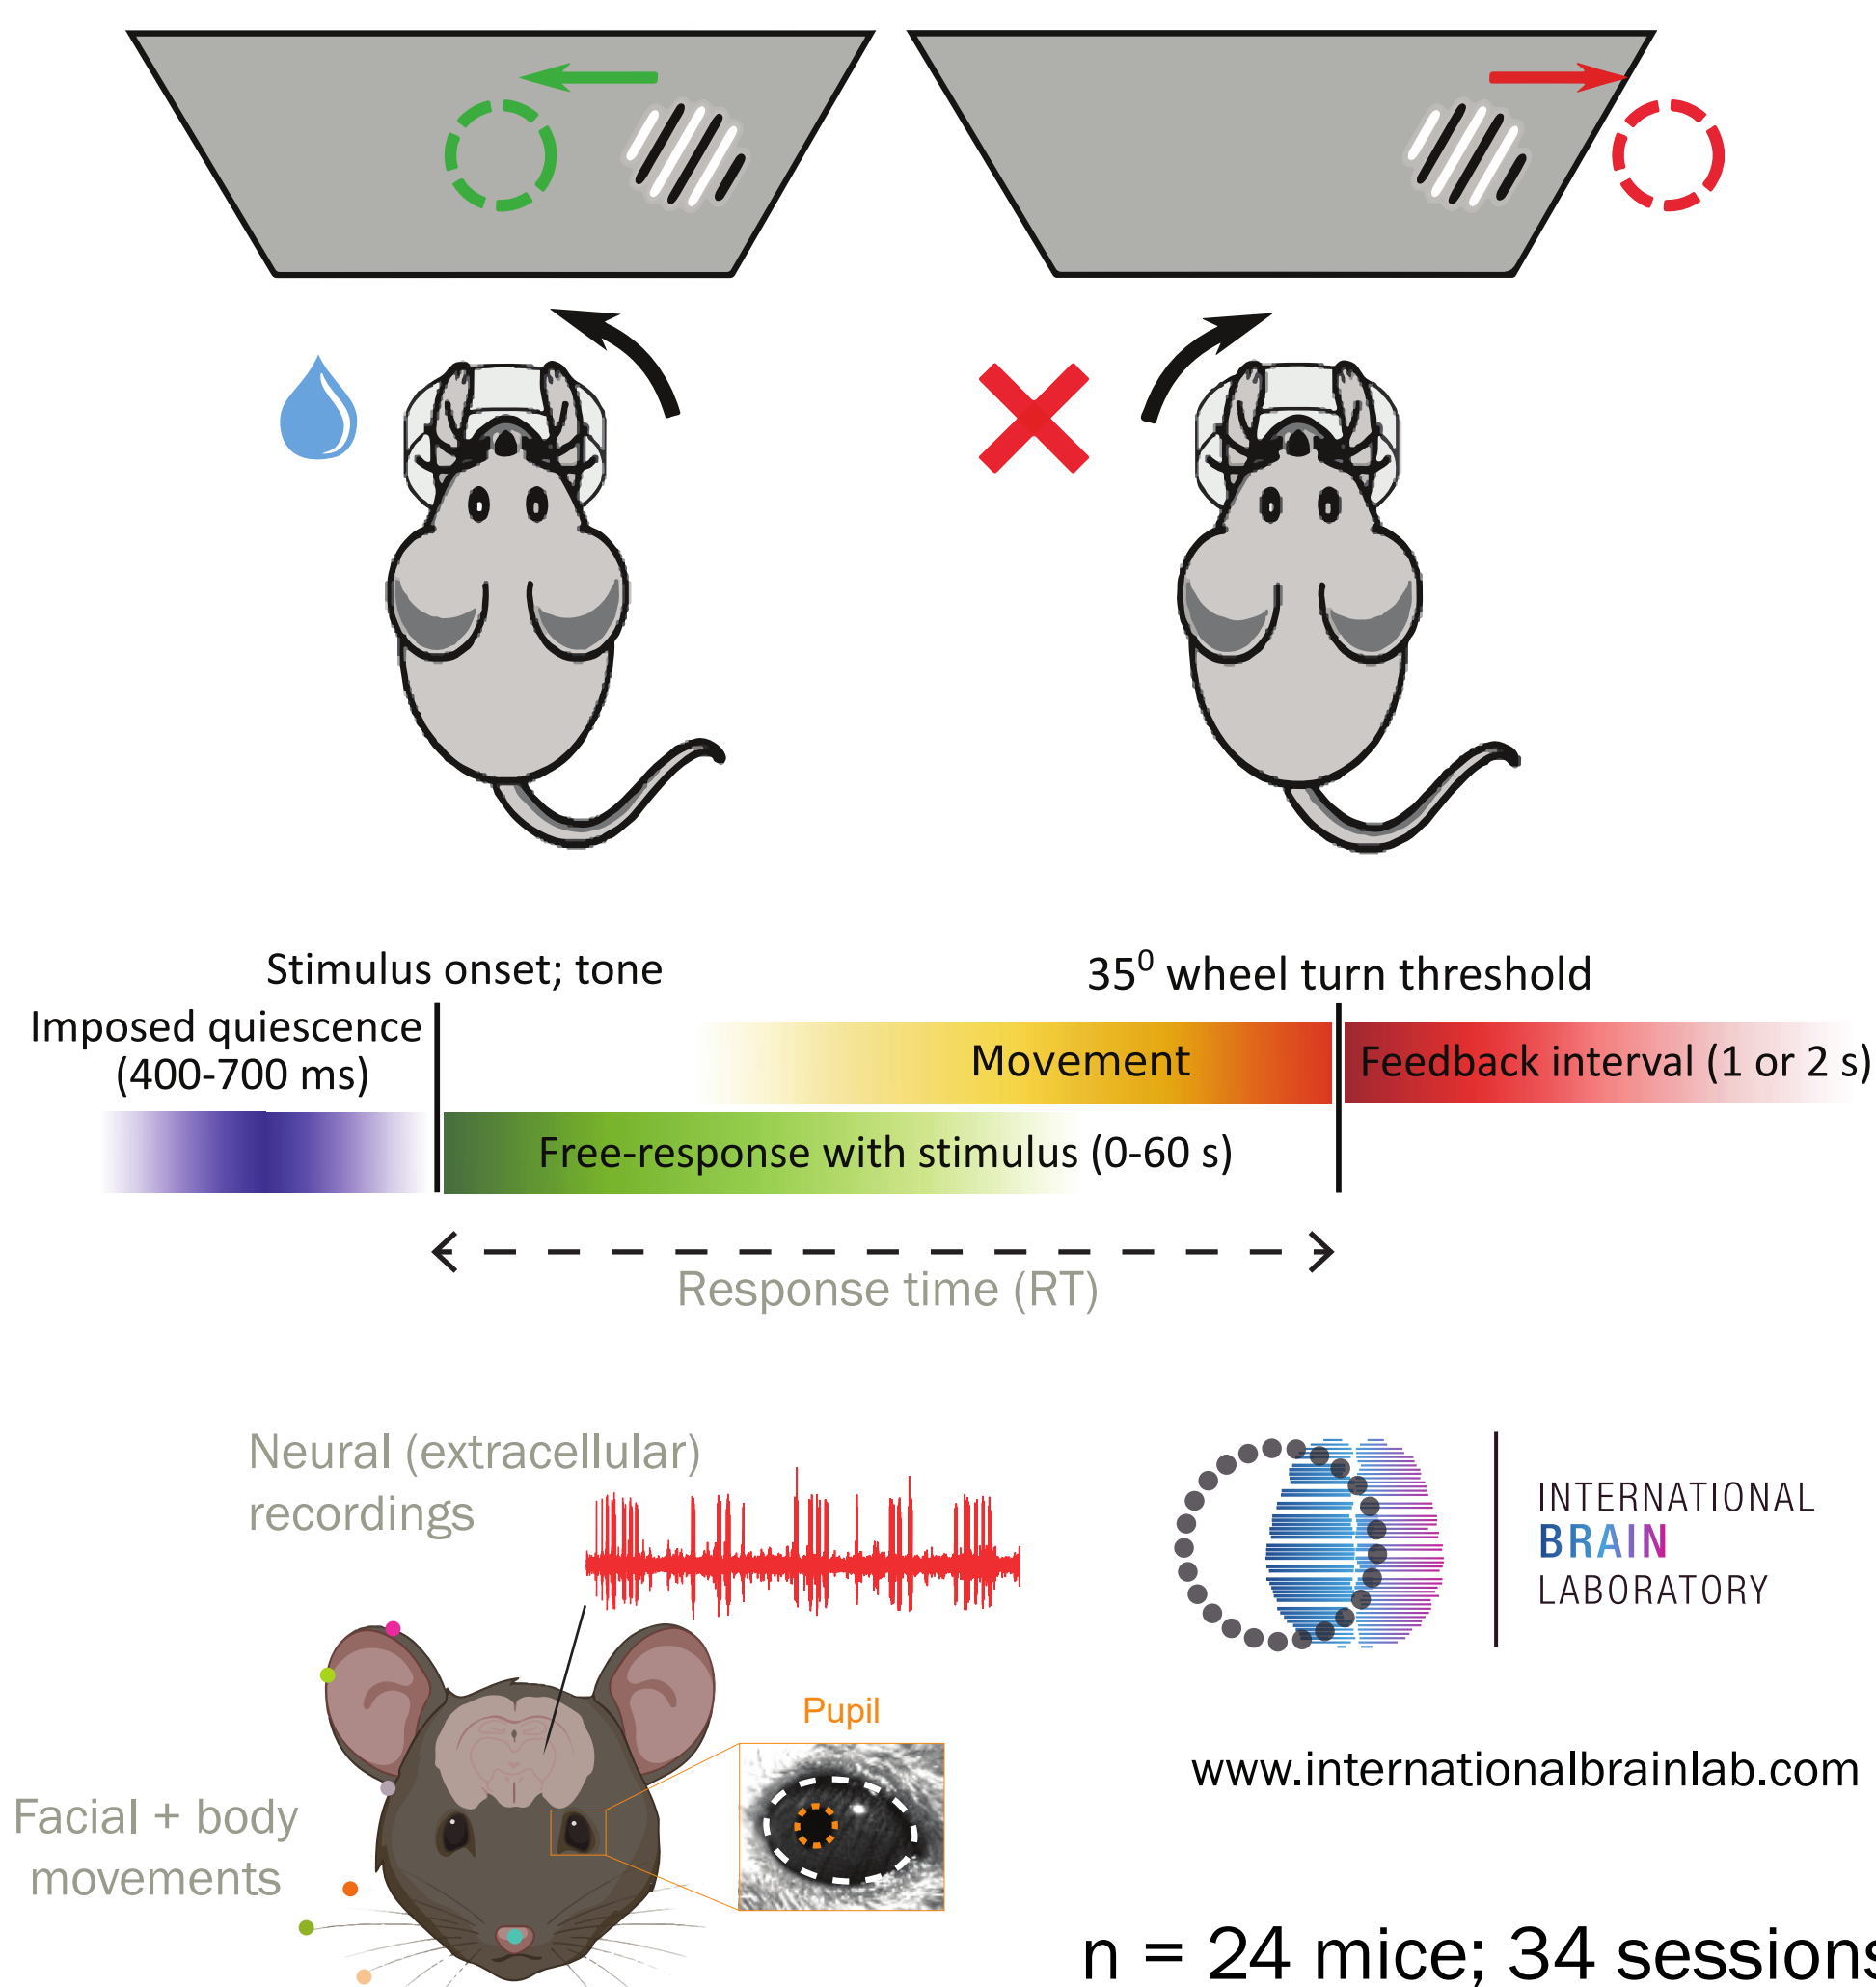 Stimulus onset; tone
35⁰ wheel turn threshold
Imposed quiescence
(400-700 ms)
Movement
Feedback interval (1 or 2 s)
Free-response with stimulus (0-60 s)
Response time (RT)
Neural (extracellular)
recordings
INTERNATIONAL
BRAIN
LABORATORY
Pupil
www.internationalbrainlab.com
Facial + body
movements
n = 24 mice; 34 sessions